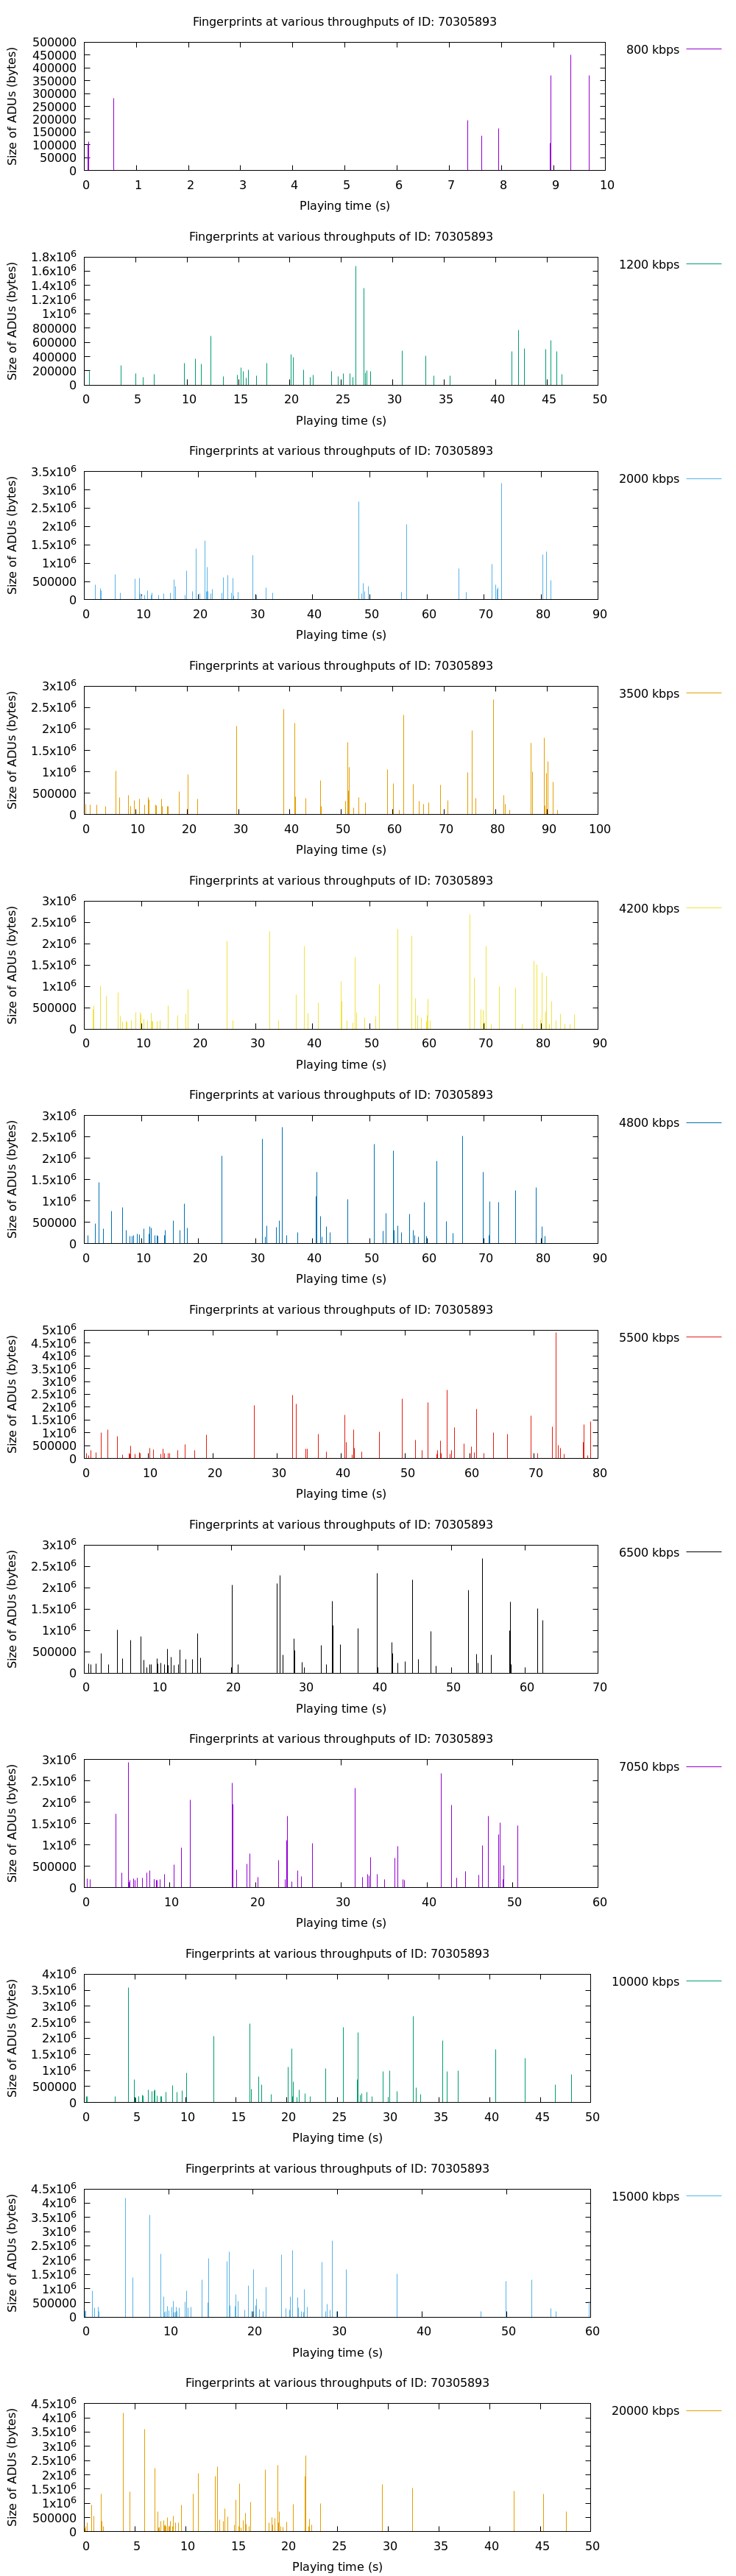 Fingerprints at various throughputs of ID: 70305893
800 kbps
Size of ADUs (bytes)
500000
450000
400000
350000
300000
250000
200000
150000
100000
50000
0
0 1 2 3 4 5 6 7 8 9 10
Playing time (s)
Fingerprints at various throughputs of ID: 70305893
1200 kbps
Size of ADUs (bytes)
1.8x10^6
1.6x10^6
1.4x10^6
1.2x10^6
1x10^6
800000
600000
400000
200000
0
0 5 10 15 20 25 30 35 40 45 50
Playing time (s)
Fingerprints at various throughputs of ID: 70305893
2000 kbps
Size of ADUs (bytes)
3.5x10^6
3x10^6
2.5x10^6
2x10^6
1.5x10^6
1x10^6
500000
0
0 10 20 30 40 50 60 70 80 90
Playing time (s)
Fingerprints at various throughputs of ID: 70305893
3500 kbps
Size of ADUs (bytes)
3x10^6
2.5x10^6
2x10^6
1.5x10^6
1x10^6
500000
0
0 10 20 30 40 50 60 70 80 90 100
Playing time (s)
Fingerprints at various throughputs of ID: 70305893
4200 kbps
Size of ADUs (bytes)
3x10^6
2.5x10^6
2x10^6
1.5x10^6
1x10^6
500000
0
0 10 20 30 40 50 60 70 80 90
Playing time (s)
Fingerprints at various throughputs of ID: 70305893
4800 kbps
Size of ADUs (bytes)
3x10^6
2.5x10^6
2x10^6
1.5x10^6
1x10^6
500000
0
0 10 20 30 40 50 60 70 80 90
Playing time (s)
Fingerprints at various throughputs of ID: 70305893
5500 kbps
Size of ADUs (bytes)
5x10^6
4.5x10^6
4x10^6
3.5x10^6
3x10^6
2.5x10^6
2x10^6
1.5x10^6
1x10^6
500000
0
0 10 20 30 40 50 60 70 80
Playing time (s)
Fingerprints at various throughputs of ID: 70305893
6500 kbps
Size of ADUs (bytes)
3x10^6
2.5x10^6
2x10^6
1.5x10^6
1x10^6
500000
0
0 10 20 30 40 50 60 70
Playing time (s)
Fingerprints at various throughputs of ID: 70305893
7050 kbps
Size of ADUs (bytes)
3x10^6
2.5x10^6
2x10^6
1.5x10^6
1x10^6
500000
0
0 10 20 30 40 50 60
Playing time (s)
Fingerprints at various throughputs of ID: 70305893
10000 kbps
Size of ADUs (bytes)
4x10^6
3.5x10^6
3x10^6
2.5x10^6
2x10^6
1.5x10^6
1x10^6
500000
0
0 5 10 15 20 25 30 35 40 45 50
Playing time (s)
Fingerprints at various throughputs of ID: 70305893
15000 kbps
Size of ADUs (bytes)
4.5x10^6
4x10^6
3.5x10^6
3x10^6
2.5x10^6
2x10^6
1.5x10^6
1x10^6
500000
0
0 10 20 30 40 50 60
Playing time (s)
Fingerprints at various throughputs of ID: 70305893
20000 kbps
Size of ADUs (bytes)
4.5x10^6
4x10^6
3.5x10^6
3x10^6
2.5x10^6
2x10^6
1.5x10^6
1x10^6
500000
0
0 5 10 15 20 25 30 35 40 45 50
Playing time (s)